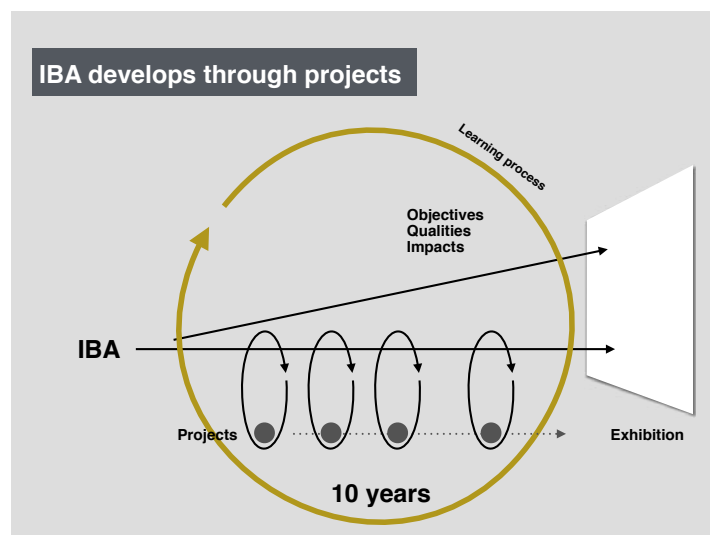 IBA develops through projects
Learning process
Objectives
Qualities
Impacts
IBA
Projects
Exhibition
10 years